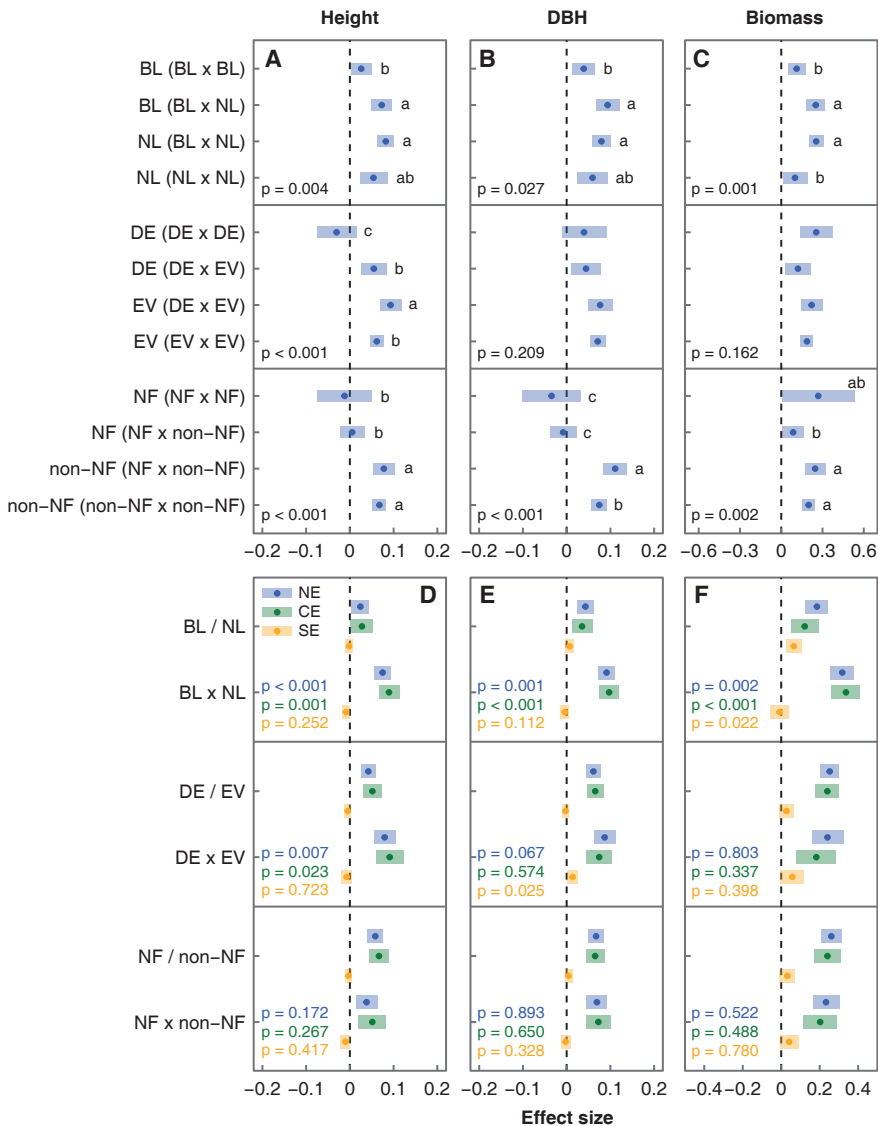 Height DBH Biomass
A B C
BL (BL x BL) b b b
BL (BL x NL) a a a
NL (BL x NL) a a a
NL (NL x NL) ab ab b
p = 0.004 p = 0.027 p = 0.001
DE (DE x DE) c
DE (DE x EV) b
EV (DE x EV) a
EV (EV x EV) b
p < 0.001 p = 0.209 p = 0.162
NF (NF x NF) b c ab
NF (NF x non−NF) b c b
non−NF (NF x non−NF) a a a
non−NF (non−NF x non−NF) a b a
p < 0.001 p < 0.001 p = 0.002
−0.2 −0.1 0 0.1 0.2 −0.2 −0.1 0 0.1 0.2 −0.6 −0.3 0 0.3 0.6
D E F
NE
CE
SE
BL / NL
BL x NL
p < 0.001 p = 0.001 p = 0.002
p = 0.001 p < 0.001 p < 0.001
p = 0.252 p = 0.112 p = 0.022
DE / EV
DE x EV
p = 0.007 p = 0.067 p = 0.803
p = 0.023 p = 0.574 p = 0.337
p = 0.723 p = 0.025 p = 0.398
NF / non−NF
NF x non−NF
p = 0.172 p = 0.893 p = 0.522
p = 0.267 p = 0.650 p = 0.488
p = 0.417 p = 0.328 p = 0.780
−0.2 −0.1 0 0.1 0.2 −0.2 −0.1 0 0.1 0.2 −0.4 −0.2 0 0.2 0.4
Effect size